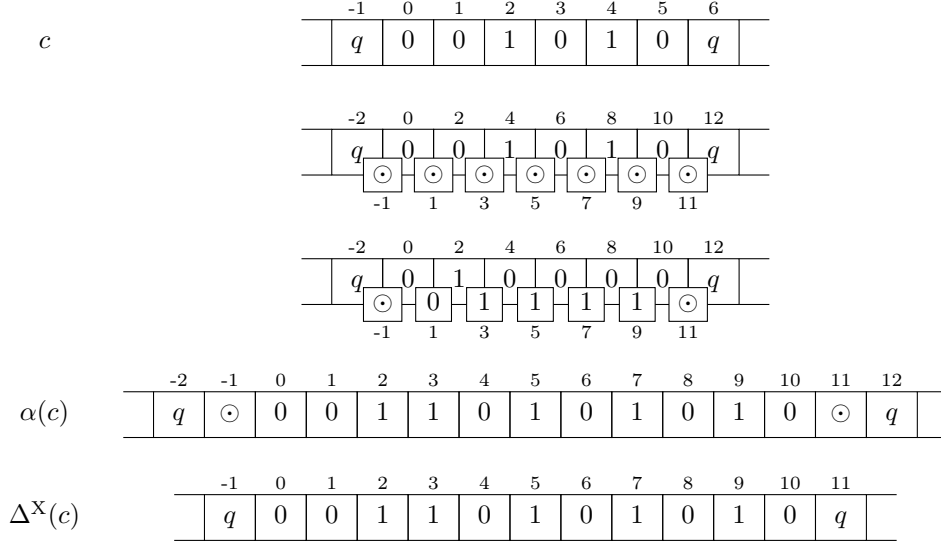 -1 0 1 2 3 4 5 6
c q 0 0 1 0 1 0 q
-2 0 2 4 6 8 10 12
q 0 0 1 0 1 0 q
⊙ ⊙ ⊙ ⊙ ⊙ ⊙ ⊙
-1 1 3 5 7 9 11
-2 0 2 4 6 8 10 12
q 0 1 0 0 0 0 q
⊙ 0 1 1 1 1 ⊙
-1 1 3 5 7 9 11
-2 -1 0 1 2 3 4 5 6 7 8 9 10 11 12
α(c) q ⊙ 0 0 1 1 0 1 0 1 0 1 0 ⊙ q
-1 0 1 2 3 4 5 6 7 8 9 10 11
Δ^X(c) q 0 0 1 1 0 1 0 1 0 1 0 q